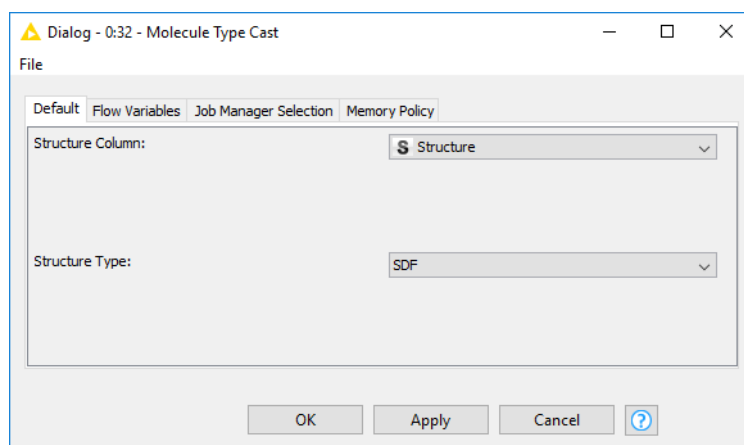 Dialog - 0:32 - Molecule Type Cast
File
Default Flow Variables Job Manager Selection Memory Policy
Structure Column: S Structure
Structure Type: SDF
OK Apply Cancel ?